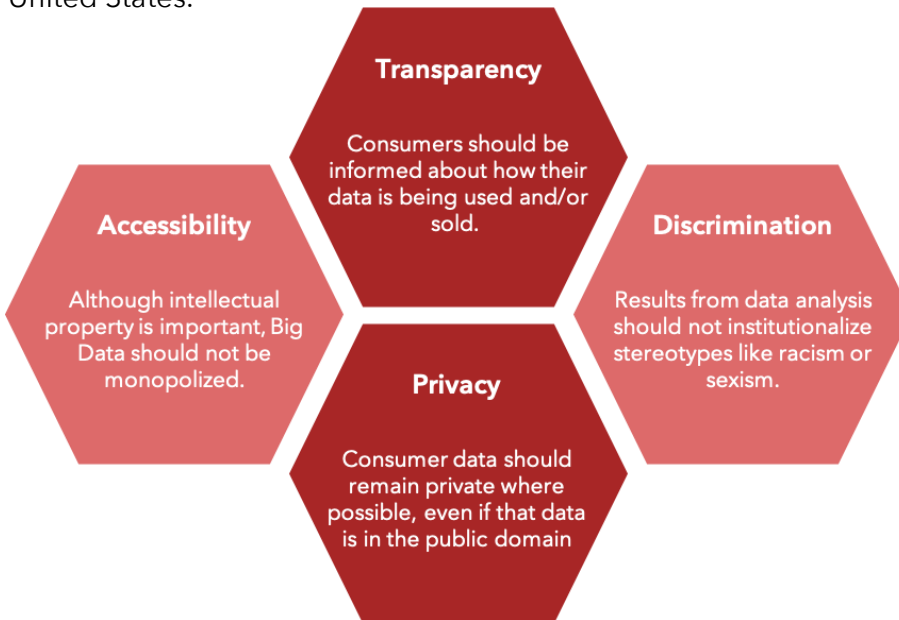 United States.
Transparency
Consumers should be
informed about how their
data is being used and/or
sold.
Accessibility
Although intellectual
property is important, Big
Data should not be
monopolized.
Discrimination
Results from data analysis
should not institutionalize
stereotypes like racism or
sexism.
Privacy
Consumer data should
remain private where
possible, even if that data
is in the public domain